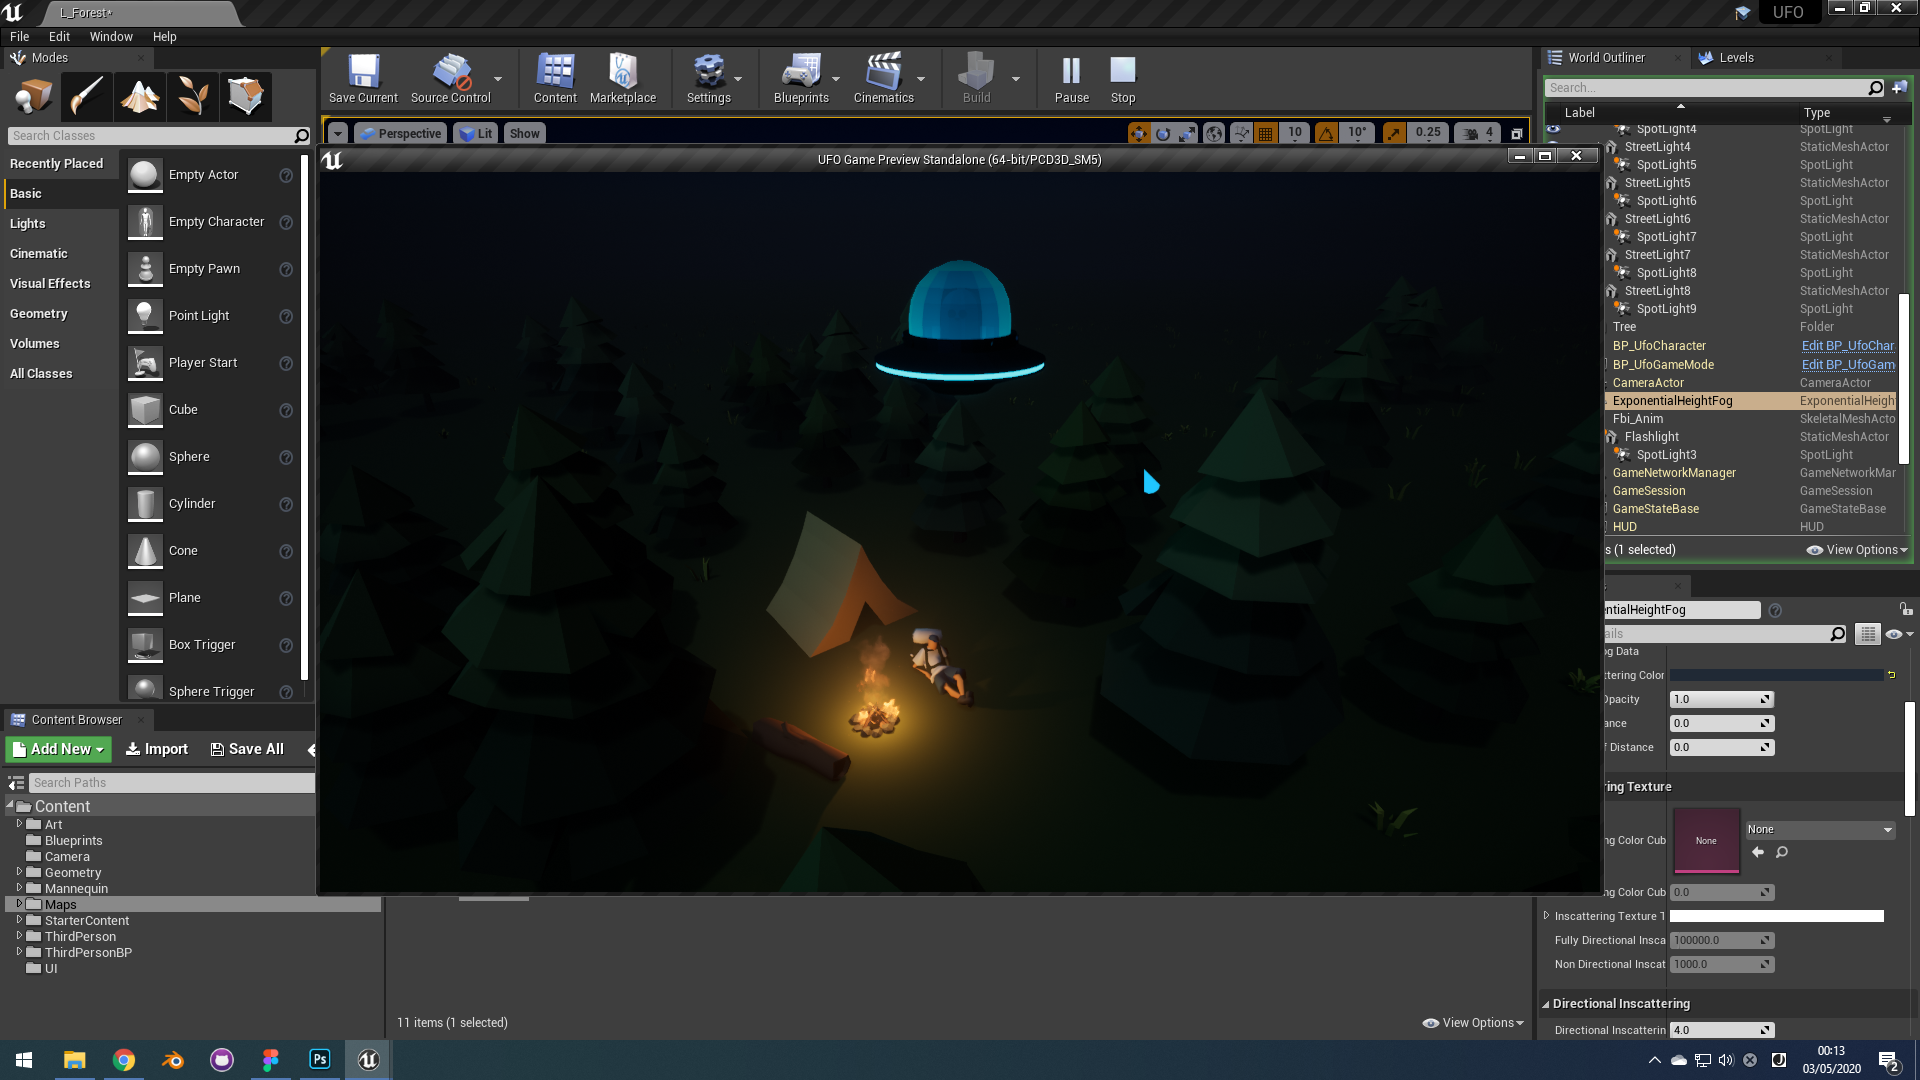 L_Forest*
UFO
File Edit Window Help
Modes
Search Classes
Recently Placed
Basic
Lights
Cinematic
Visual Effects
Geometry
Volumes
All Classes
Empty Actor
Empty Character
Empty Pawn
Point Light
Player Start
Cube
Sphere
Cylinder
Cone
Plane
Box Trigger
Sphere Trigger
Save Current
Source Control
Content
Marketplace
Settings
Blueprints
Cinematics
Build
Pause
Stop
Perspective Lit Show
10 10° 0.25 4
UFO Game Preview Standalone (64-bit/PCD3D_SM5)
World Outliner Levels
Search...
Label Type
SpotLight4 SpotLight
StreetLight4 StaticMeshActor
SpotLight5 SpotLight
StreetLight5 StaticMeshActor
SpotLight6 SpotLight
StreetLight6 StaticMeshActor
SpotLight7 SpotLight
StreetLight7 StaticMeshActor
SpotLight8 SpotLight
StreetLight8 StaticMeshActor
SpotLight9 SpotLight
Tree Folder
BP_UfoCharacter Edit BP_UfoChar
BP_UfoGameMode Edit BP_UfoGam
CameraActor CameraActor
ExponentialHeightFog ExponentialHeigh
Fbi_Anim SkeletalMeshActo
Flashlight StaticMeshActor
SpotLight3 SpotLight
GameNetworkManager GameNetworkMar
GameSession GameSession
GameStateBase GameStateBase
HUD HUD
s (1 selected) View Options
entialHeightFog
ails
og Data
ttering Color
Opacity 1.0
ance 0.0
f Distance 0.0
ring Texture
ng Color Cub None None
ng Color Cub 0.0
Inscattering Texture T
Fully Directional Insca 100000.0
Non Directional Inscat 1000.0
Directional Inscattering
Directional Inscatterin 4.0
Content Browser
Add New Import Save All
Search Paths
Content
Art
Blueprints
Camera
Geometry
Mannequin
Maps
StarterContent
ThirdPerson
ThirdPersonBP
UI
11 items (1 selected) View Options
Ps
00:13
03/05/2020
2